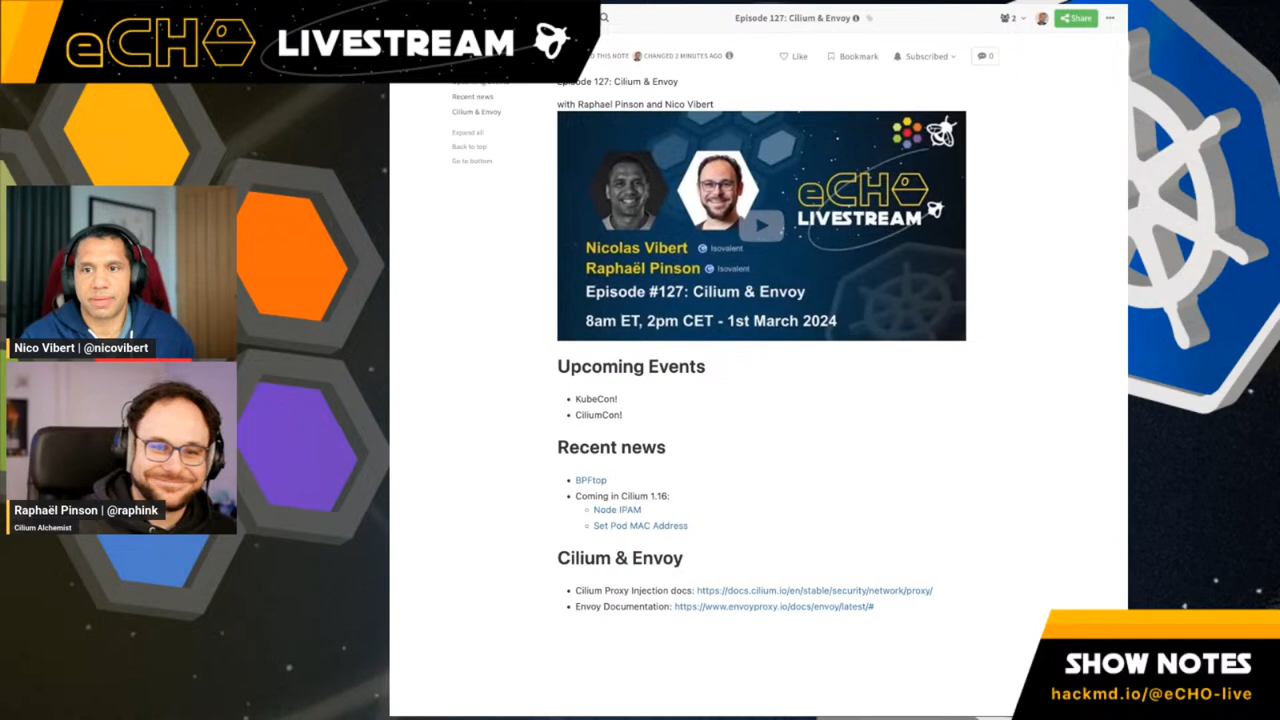 eCHO LIVESTREAM
Episode 127: Cilium & Envoy
2
Share
THIS NOTE
CHANGED 2 MINUTES AGO
Like
Bookmark
Subscribed
0
Recent news
Cilium & Envoy
Expand all
Back to top
Go to bottom
Episode 127: Cilium & Envoy
with Raphael Pinson and Nico Vibert
eCHO
LIVESTREAM
Nicolas Vibert Isovalent
Raphaël Pinson Isovalent
Episode #127: Cilium & Envoy
8am ET, 2pm CET - 1st March 2024
Upcoming Events
KubeCon!
CiliumCon!
Recent news
BPFtop
Coming in Cilium 1.16:
Node IPAM
Set Pod MAC Address
Cilium & Envoy
Cilium Proxy Injection docs: https://docs.cilium.io/en/stable/security/network/proxy/
Envoy Documentation: https://www.envoyproxy.io/docs/envoy/latest/#
Nico Vibert | @nicovibert
Raphaël Pinson | @raphink
Cilium Alchemist
SHOW NOTES
hackmd.io/@eCHO-live